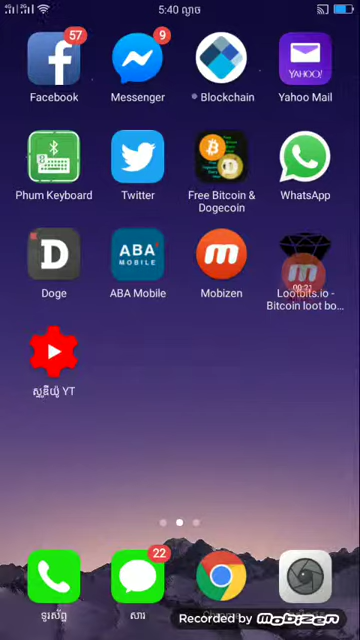 5:40 ល្ងាច
57
9
Facebook
Messenger
Blockchain
YAHOO!
Yahoo Mail
Phum Keyboard
Twitter
Free Bitcoin &
Dogecoin
WhatsApp
D
ABA
MOBILE
Doge
ABA Mobile
Mobizen
00:21
Lootbits.io -
Bitcoin loot bo...
ស្ទូឌីយ៉ូ YT
22
ទូរស័ព្ទ
សារ
Recorded by mobizen